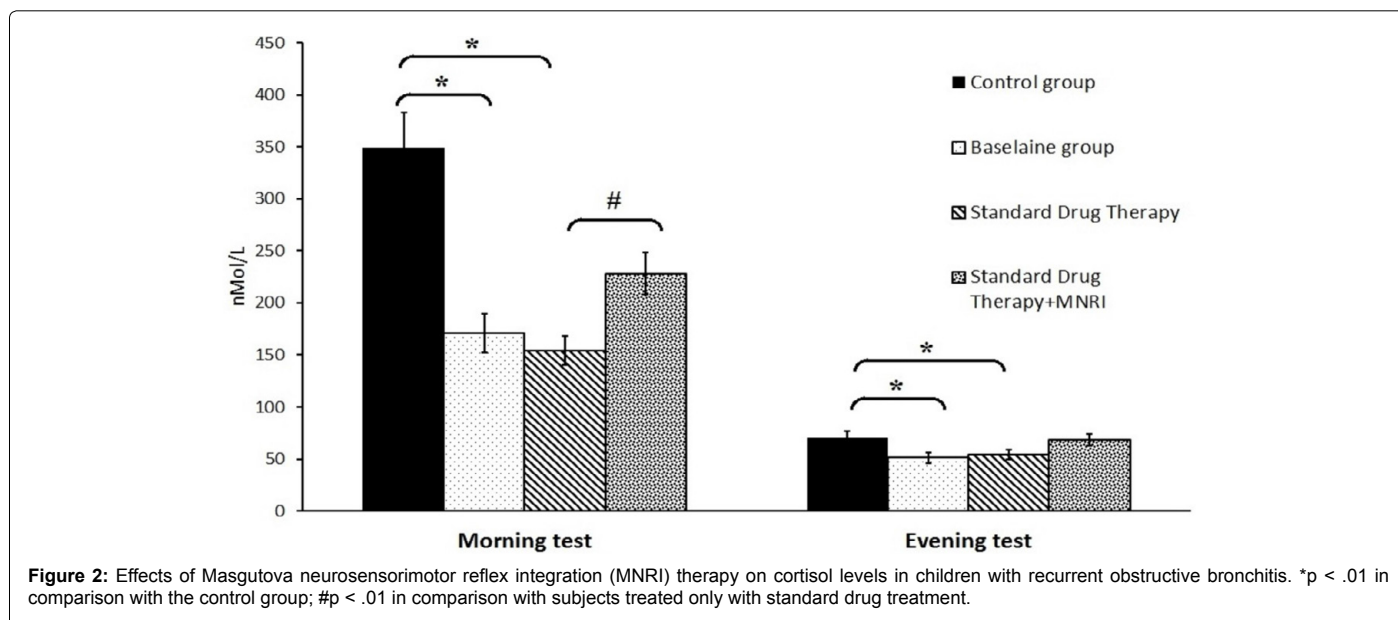 450
400
350
300
250
200
150
100
50
0
nMol/L
*
*
#
*
*
Control group
Baselaine group
Standard Drug Therapy
Standard Drug
Therapy+MNRI
Morning test
Evening test
Figure 2: Effects of Masgutova neurosensorimotor reflex integration (MNRI) therapy on cortisol levels in children with recurrent obstructive bronchitis. *p < .01 in
comparison with the control group; #p < .01 in comparison with subjects treated only with standard drug treatment.